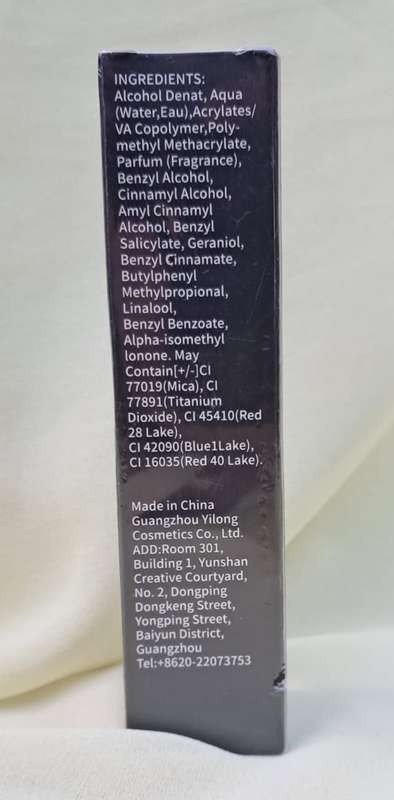 INGREDIENTS:
Alcohol Denat, Aqua
(Water,Eau),Acrylates/
VA Copolymer,Poly-
methyl Methacrylate,
Parfum (Fragrance),
Benzyl Alcohol,
Cinnamyl Alcohol,
Amyl Cinnamyl
Alcohol, Benzyl
Salicylate, Geraniol,
Benzyl Cinnamate,
Butylphenyl
Methylpropional,
Linalool,
Benzyl Benzoate,
Alpha-isomethyl
lonone. May
Contain[+/-]CI
77019(Mica), CI
77891(Titanium
Dioxide), CI 45410(Red
28 Lake),
CI 42090(Blue1Lake),
CI 16035(Red 40 Lake).
Made in China
Guangzhou Yilong
Cosmetics Co., Ltd.
ADD:Room 301,
Building 1, Yunshan
Creative Courtyard,
No. 2, Dongping
Dongkeng Street,
Yongping Street,
Baiyun District,
Guangzhou
Tel:+8620-22073753